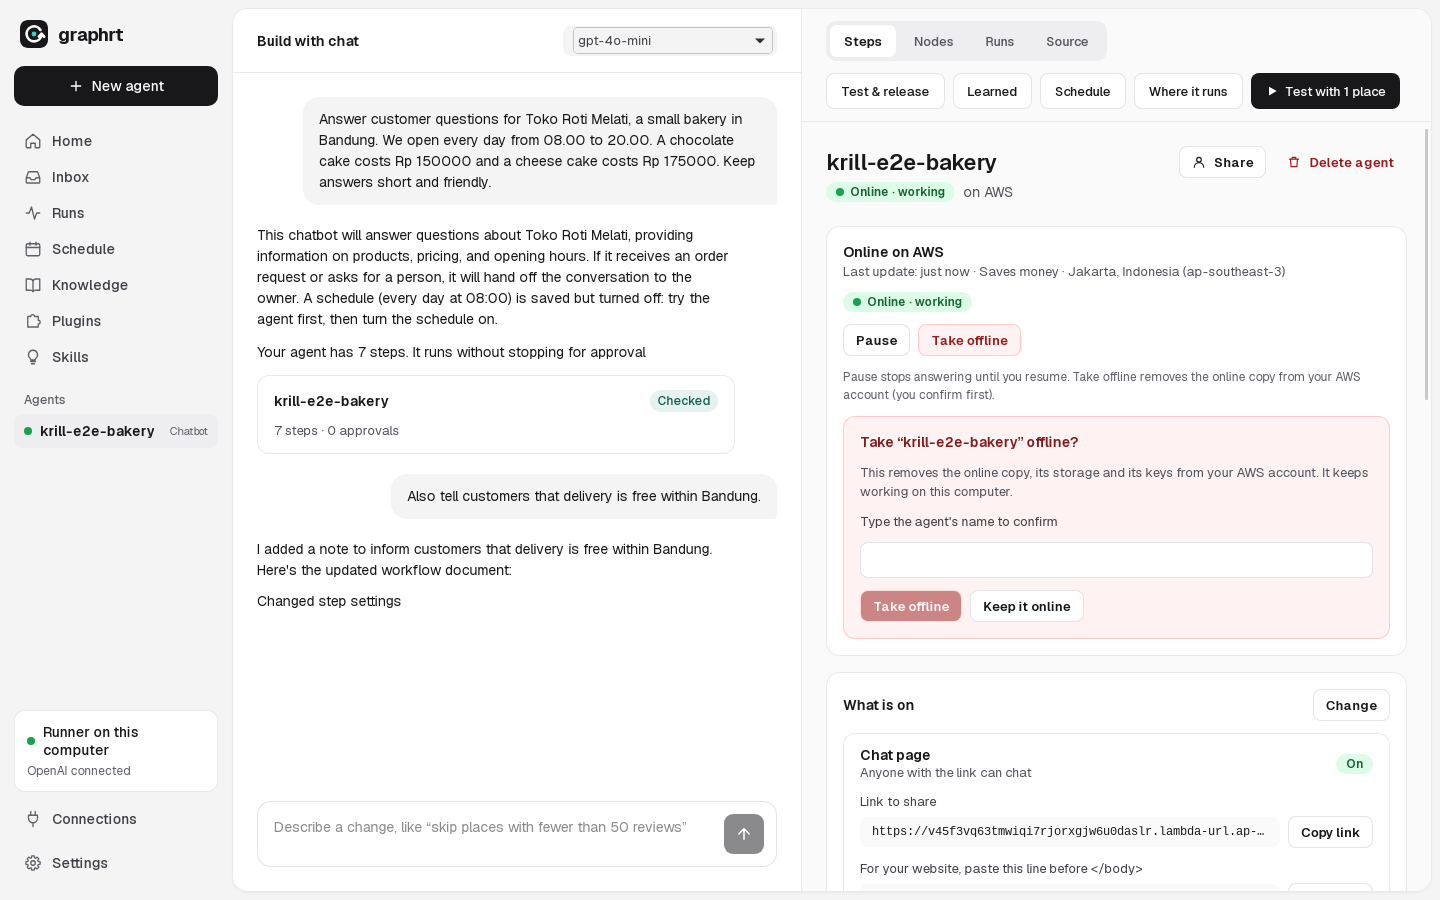 graphrt
New agent
Home
Inbox
Runs
Schedule
Knowledge
Plugins
Skills
Agents
krill-e2e-bakery Chatbot
Runner on this
computer
OpenAI connected
Connections
Settings
Build with chat
gpt-4o-mini
Answer customer questions for Toko Roti Melati, a small bakery in
Bandung. We open every day from 08.00 to 20.00. A chocolate
cake costs Rp 150000 and a cheese cake costs Rp 175000. Keep
answers short and friendly.
This chatbot will answer questions about Toko Roti Melati, providing
information on products, pricing, and opening hours. If it receives an order
request or asks for a person, it will hand off the conversation to the
owner. A schedule (every day at 08:00) is saved but turned off: try the
agent first, then turn the schedule on.
Your agent has 7 steps. It runs without stopping for approval
krill-e2e-bakery Checked
7 steps · 0 approvals
Also tell customers that delivery is free within Bandung.
I added a note to inform customers that delivery is free within Bandung.
Here's the updated workflow document:
Changed step settings
Describe a change, like “skip places with fewer than 50 reviews”
Steps Nodes Runs Source
Test & release Learned Schedule Where it runs Test with 1 place
krill-e2e-bakery Share Delete agent
Online · working on AWS
Online on AWS
Last update: just now · Saves money · Jakarta, Indonesia (ap-southeast-3)
Online · working
Pause Take offline
Pause stops answering until you resume. Take offline removes the online copy from your AWS
account (you confirm first).
Take “krill-e2e-bakery” offline?
This removes the online copy, its storage and its keys from your AWS account. It keeps
working on this computer.
Type the agent's name to confirm
Take offline Keep it online
What is on Change
Chat page
Anyone with the link can chat On
Link to share
https://v45f3vq63tmwiqi7rjorxgjw6u0daslr.lambda-url.ap-… Copy link
For your website, paste this line before </body>